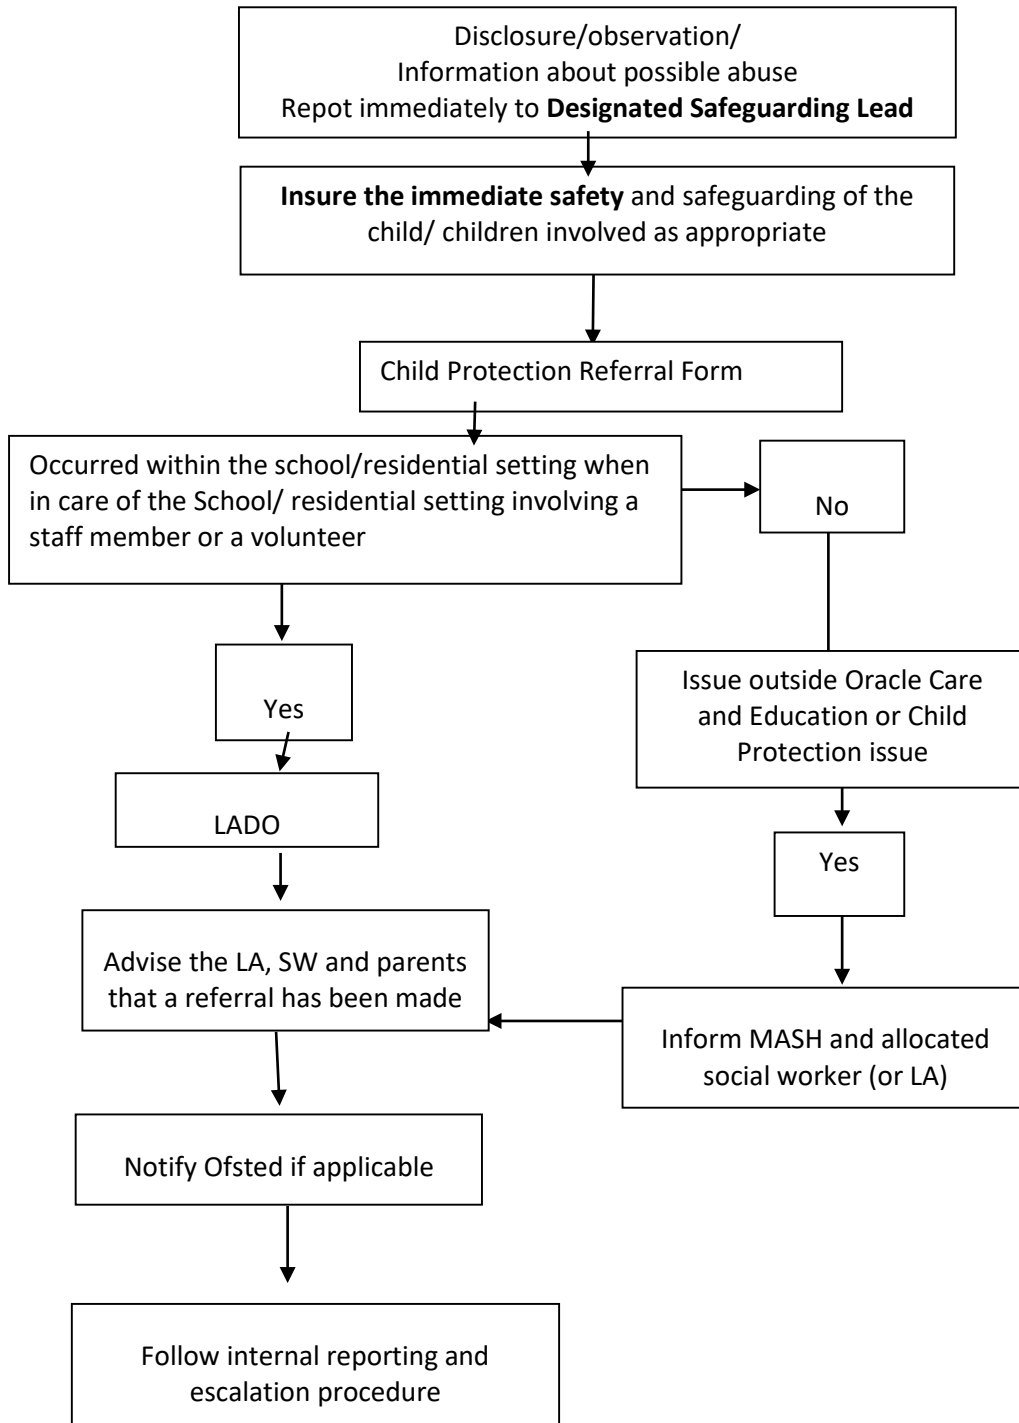 Disclosure/observation/
Information about possible abuse
Repot immediately to Designated Safeguarding Lead
Insure the immediate safety and safeguarding of the
child/ children involved as appropriate
Child Protection Referral Form
Occurred within the school/residential setting when
in care of the School/ residential setting involving a
staff member or a volunteer
No
Yes
Issue outside Oracle Care
and Education or Child
Protection issue
LADO
Yes
Advise the LA, SW and parents
that a referral has been made
Inform MASH and allocated
social worker (or LA)
Notify Ofsted if applicable
Follow internal reporting and
escalation procedure